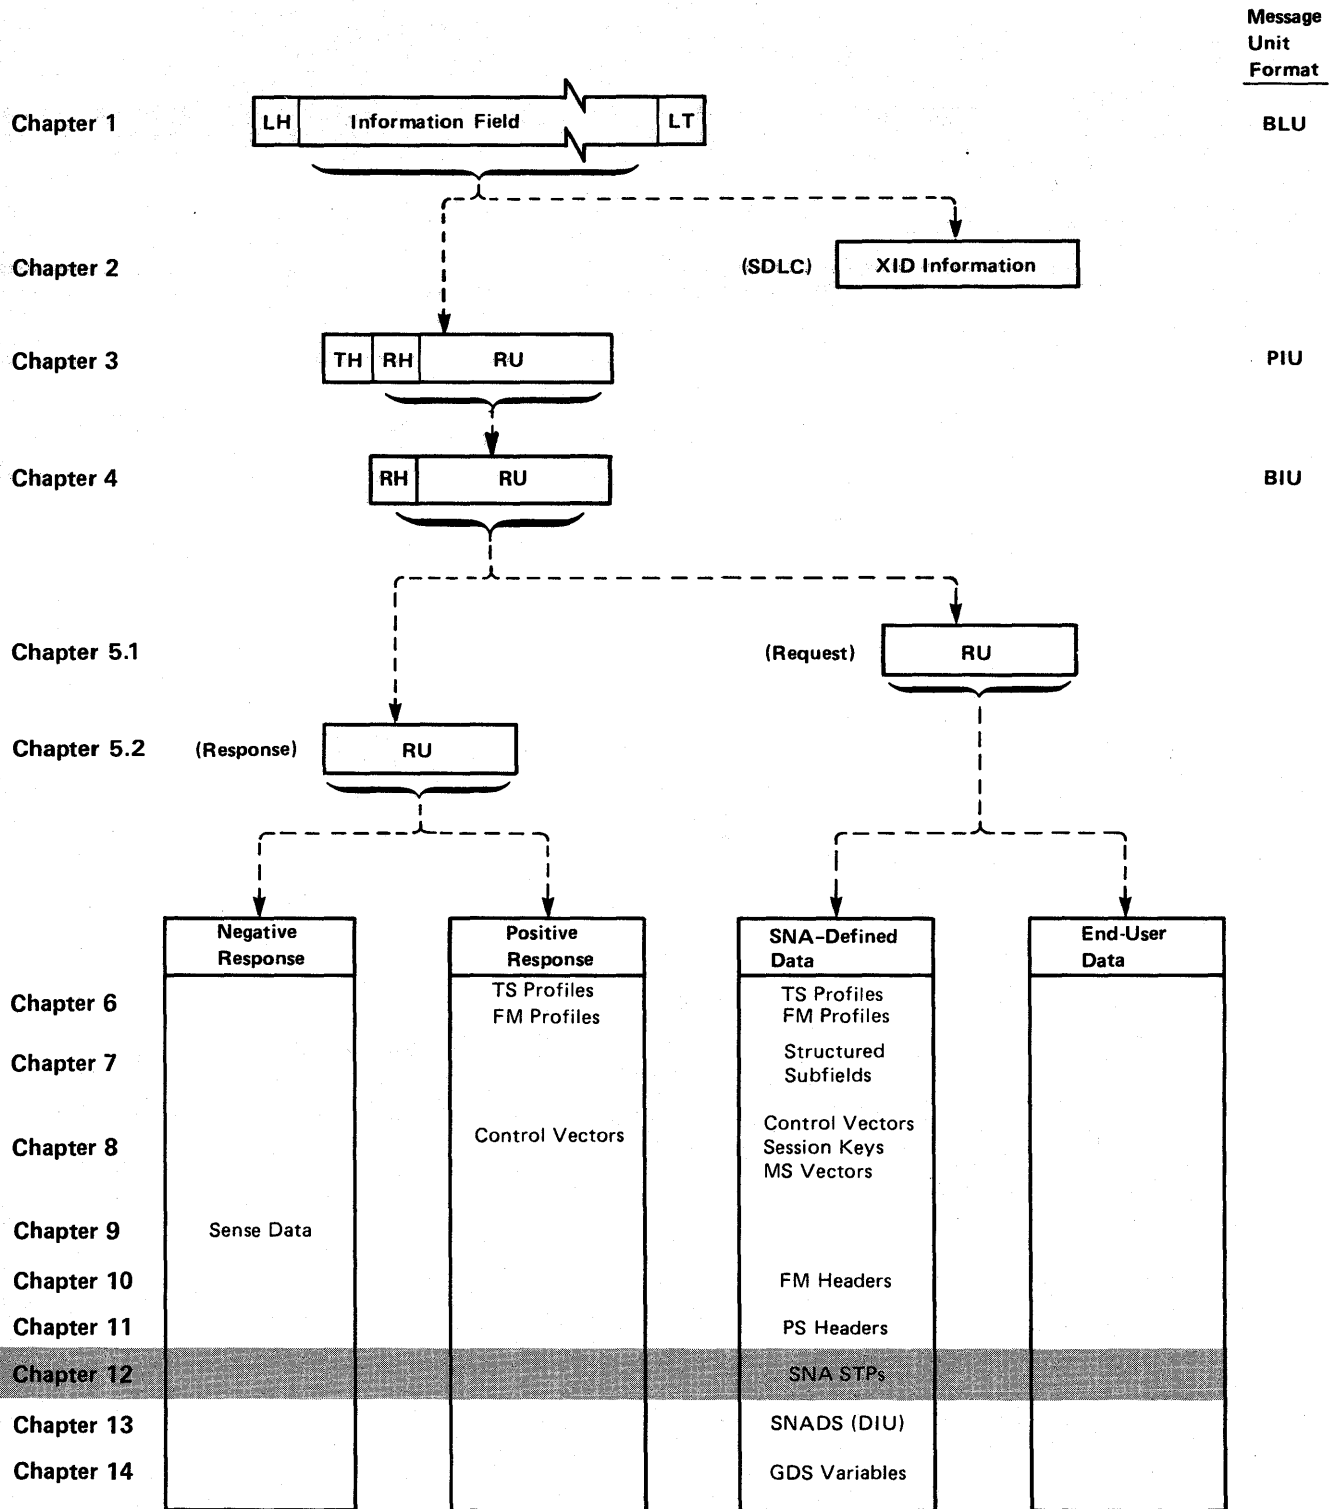 Message
Unit
Format
Chapter 1
LH
Information Field
LT
BLU
Chapter 2
(SDLC)
XID Information
Chapter 3
TH
RH
RU
PIU
Chapter 4
RH
RU
BIU
Chapter 5.1
(Request)
RU
Chapter 5.2
(Response)
RU
Negative
Response
Positive
Response
SNA-Defined
Data
End-User
Data
Chapter 6
TS Profiles
FM Profiles
TS Profiles
FM Profiles
Chapter 7
Structured
Subfields
Chapter 8
Control Vectors
Control Vectors
Session Keys
MS Vectors
Chapter 9
Sense Data
Chapter 10
FM Headers
Chapter 11
PS Headers
Chapter 12
SNA STPs
Chapter 13
SNADS (DIU)
Chapter 14
GDS Variables